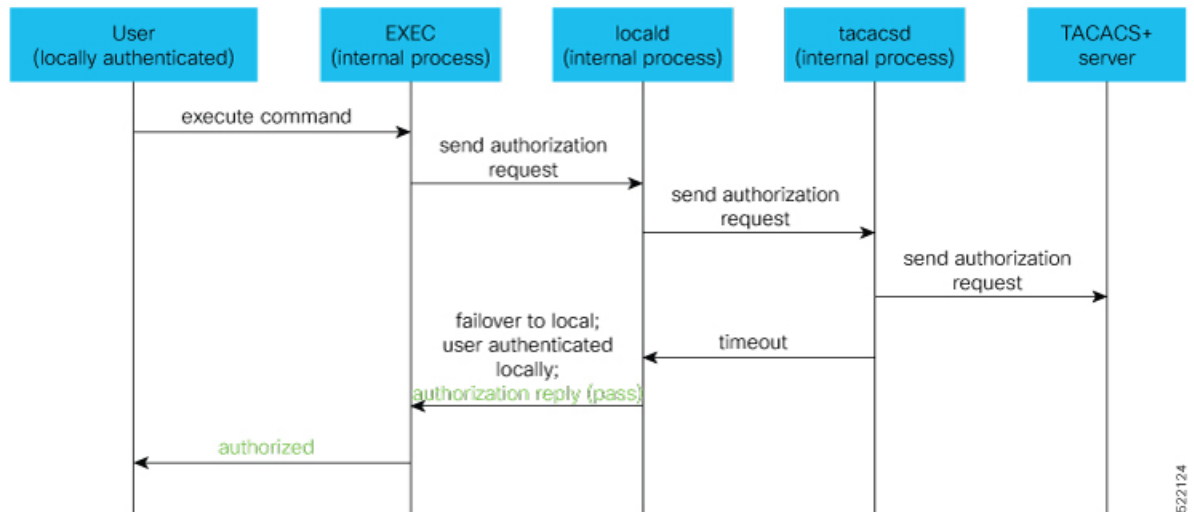 User
(locally authenticated)
EXEC
(internal process)
locald
(internal process)
tacacsd
(internal process)
TACACS+
server
execute command
send authorization
request
send authorization
request
send authorization
request
timeout
failover to local;
user authenticated
locally;
authorization reply (pass)
authorized
522124